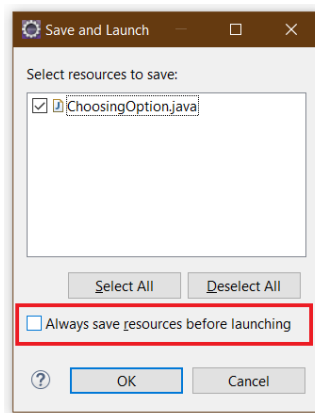 Save and Launch
Select resources to save:
ChoosingOption.java
Select All
Deselect All
Always save resources before launching
OK
Cancel